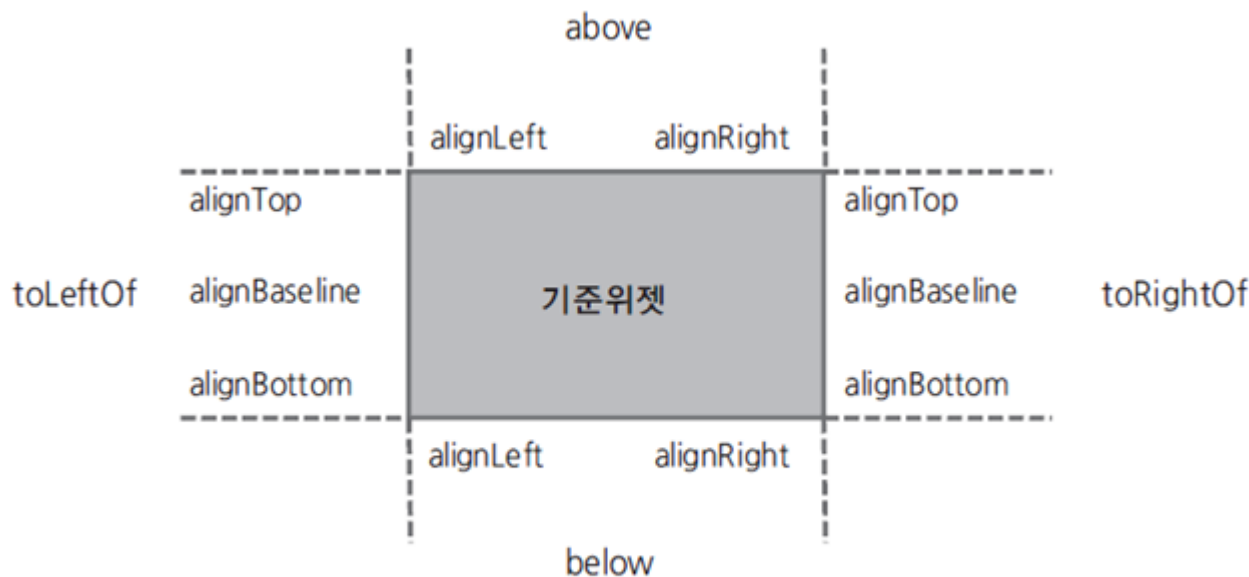 above
alignLeft alignRight
alignTop alignTop
toLeftOf alignBaseline 기준위젯 alignBaseline toRightOf
alignBottom alignBottom
alignLeft alignRight
below